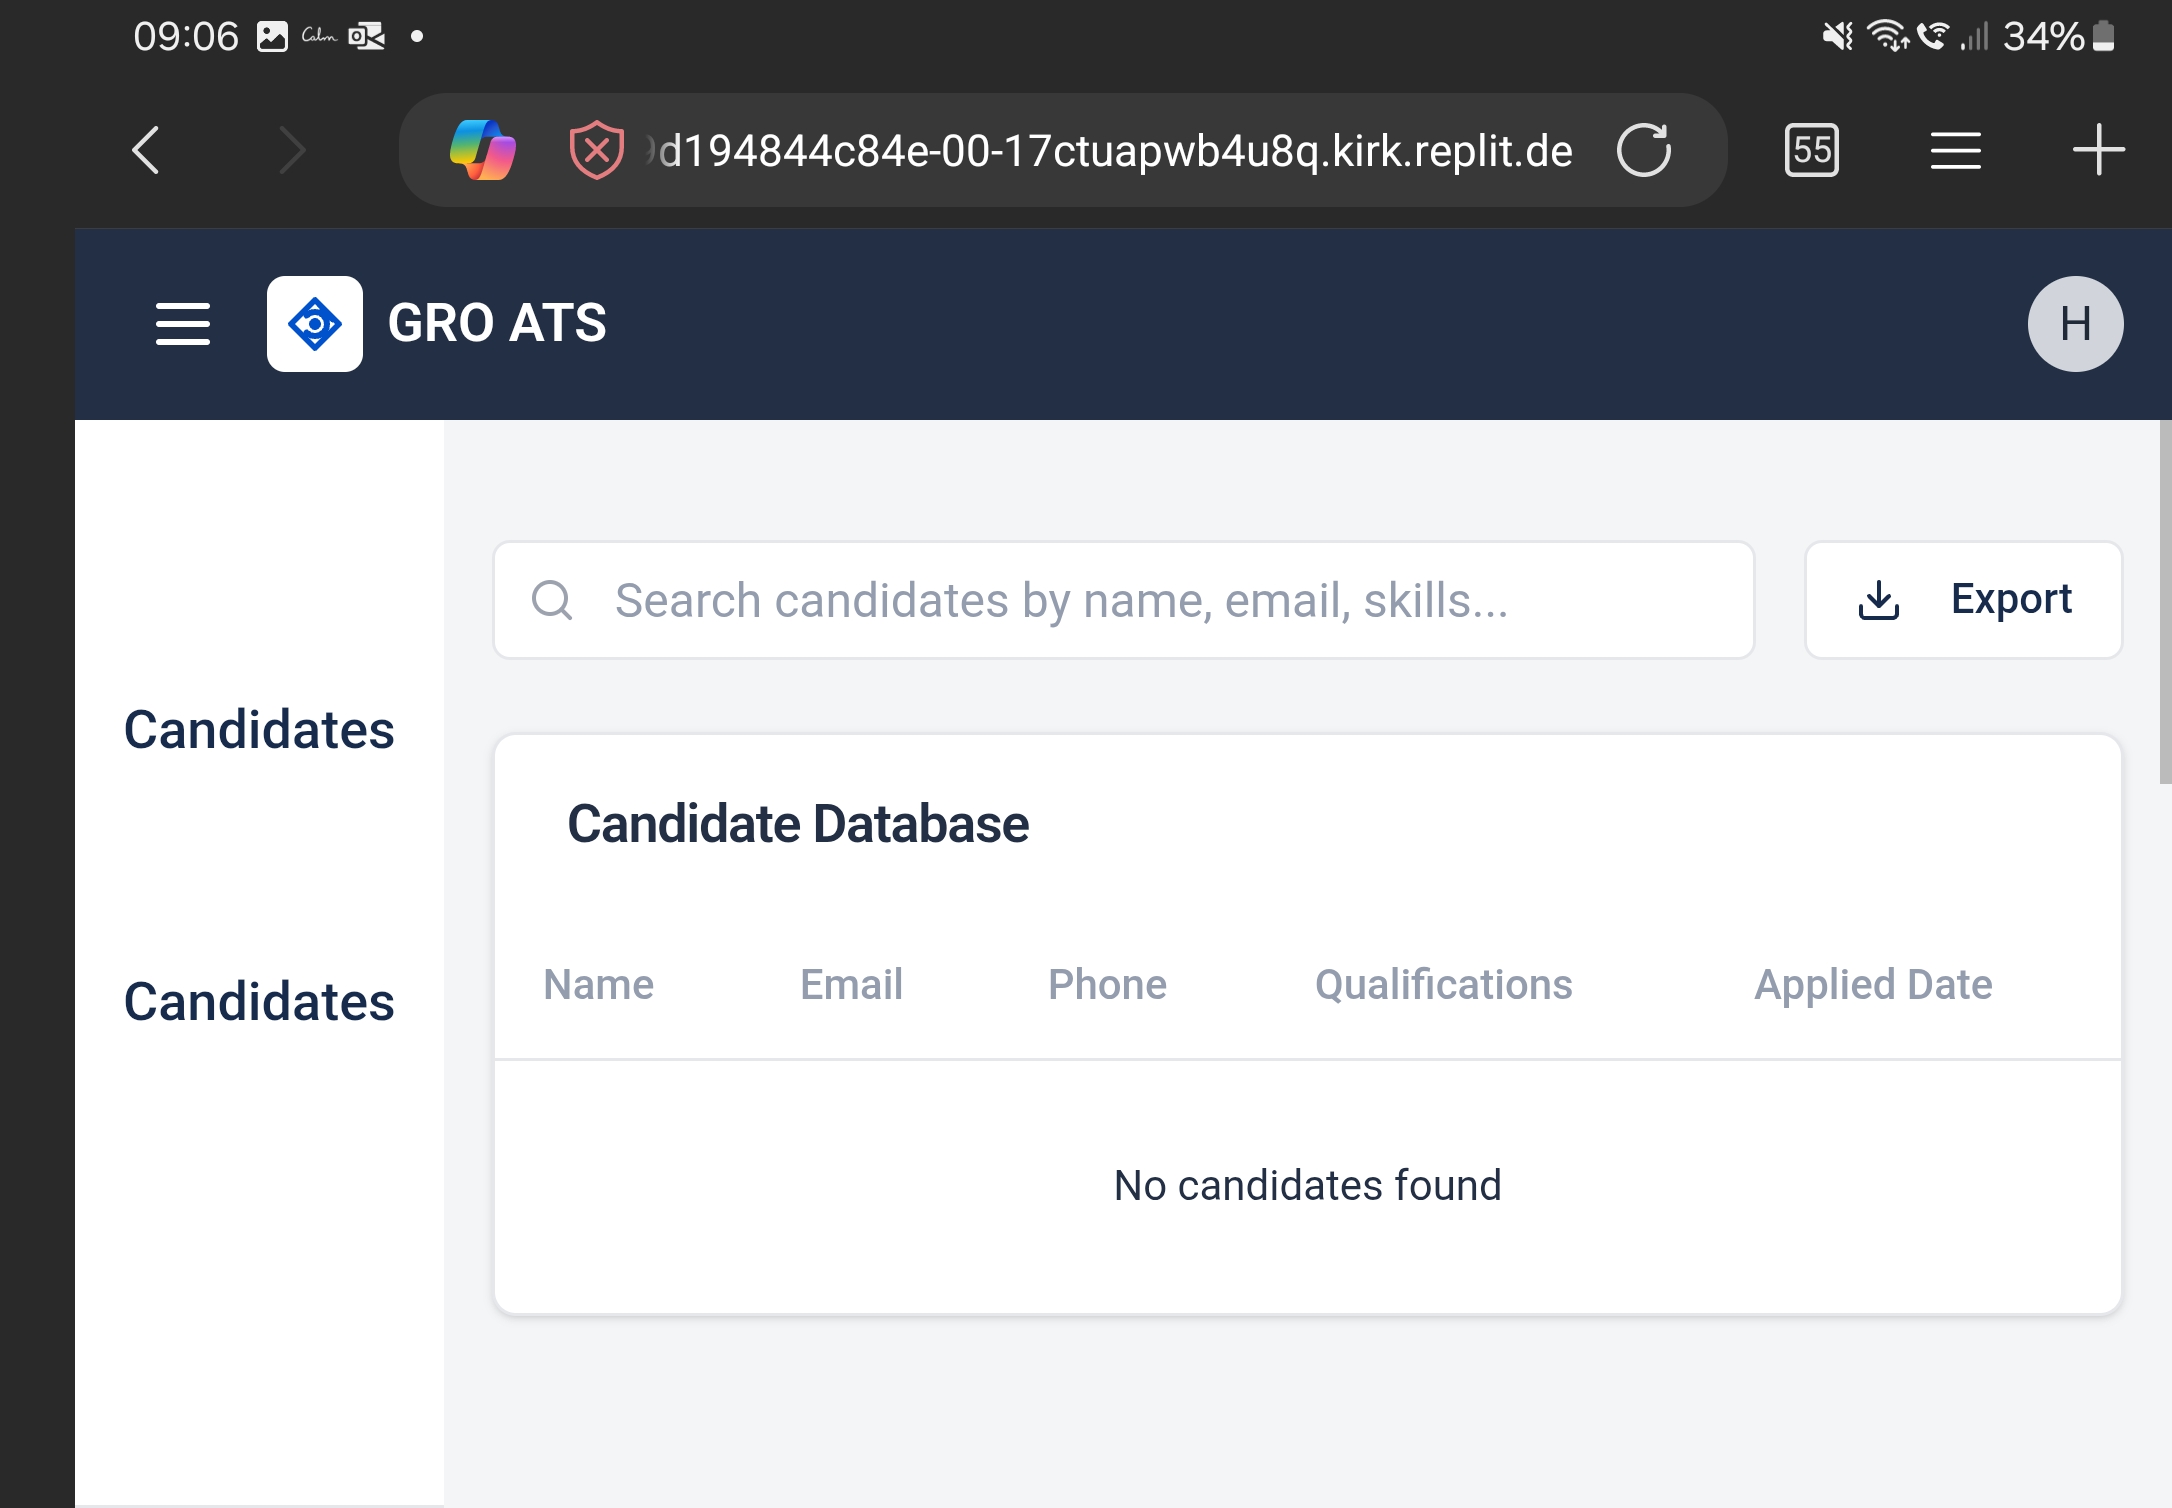 09:06 Calm 34%
d194844c84e-00-17ctuapwb4u8q.kirk.replit.de 55
GRO ATS H
Search candidates by name, email, skills...
Export
Candidates
Candidates
Candidate Database
Name Email Phone Qualifications Applied Date
No candidates found